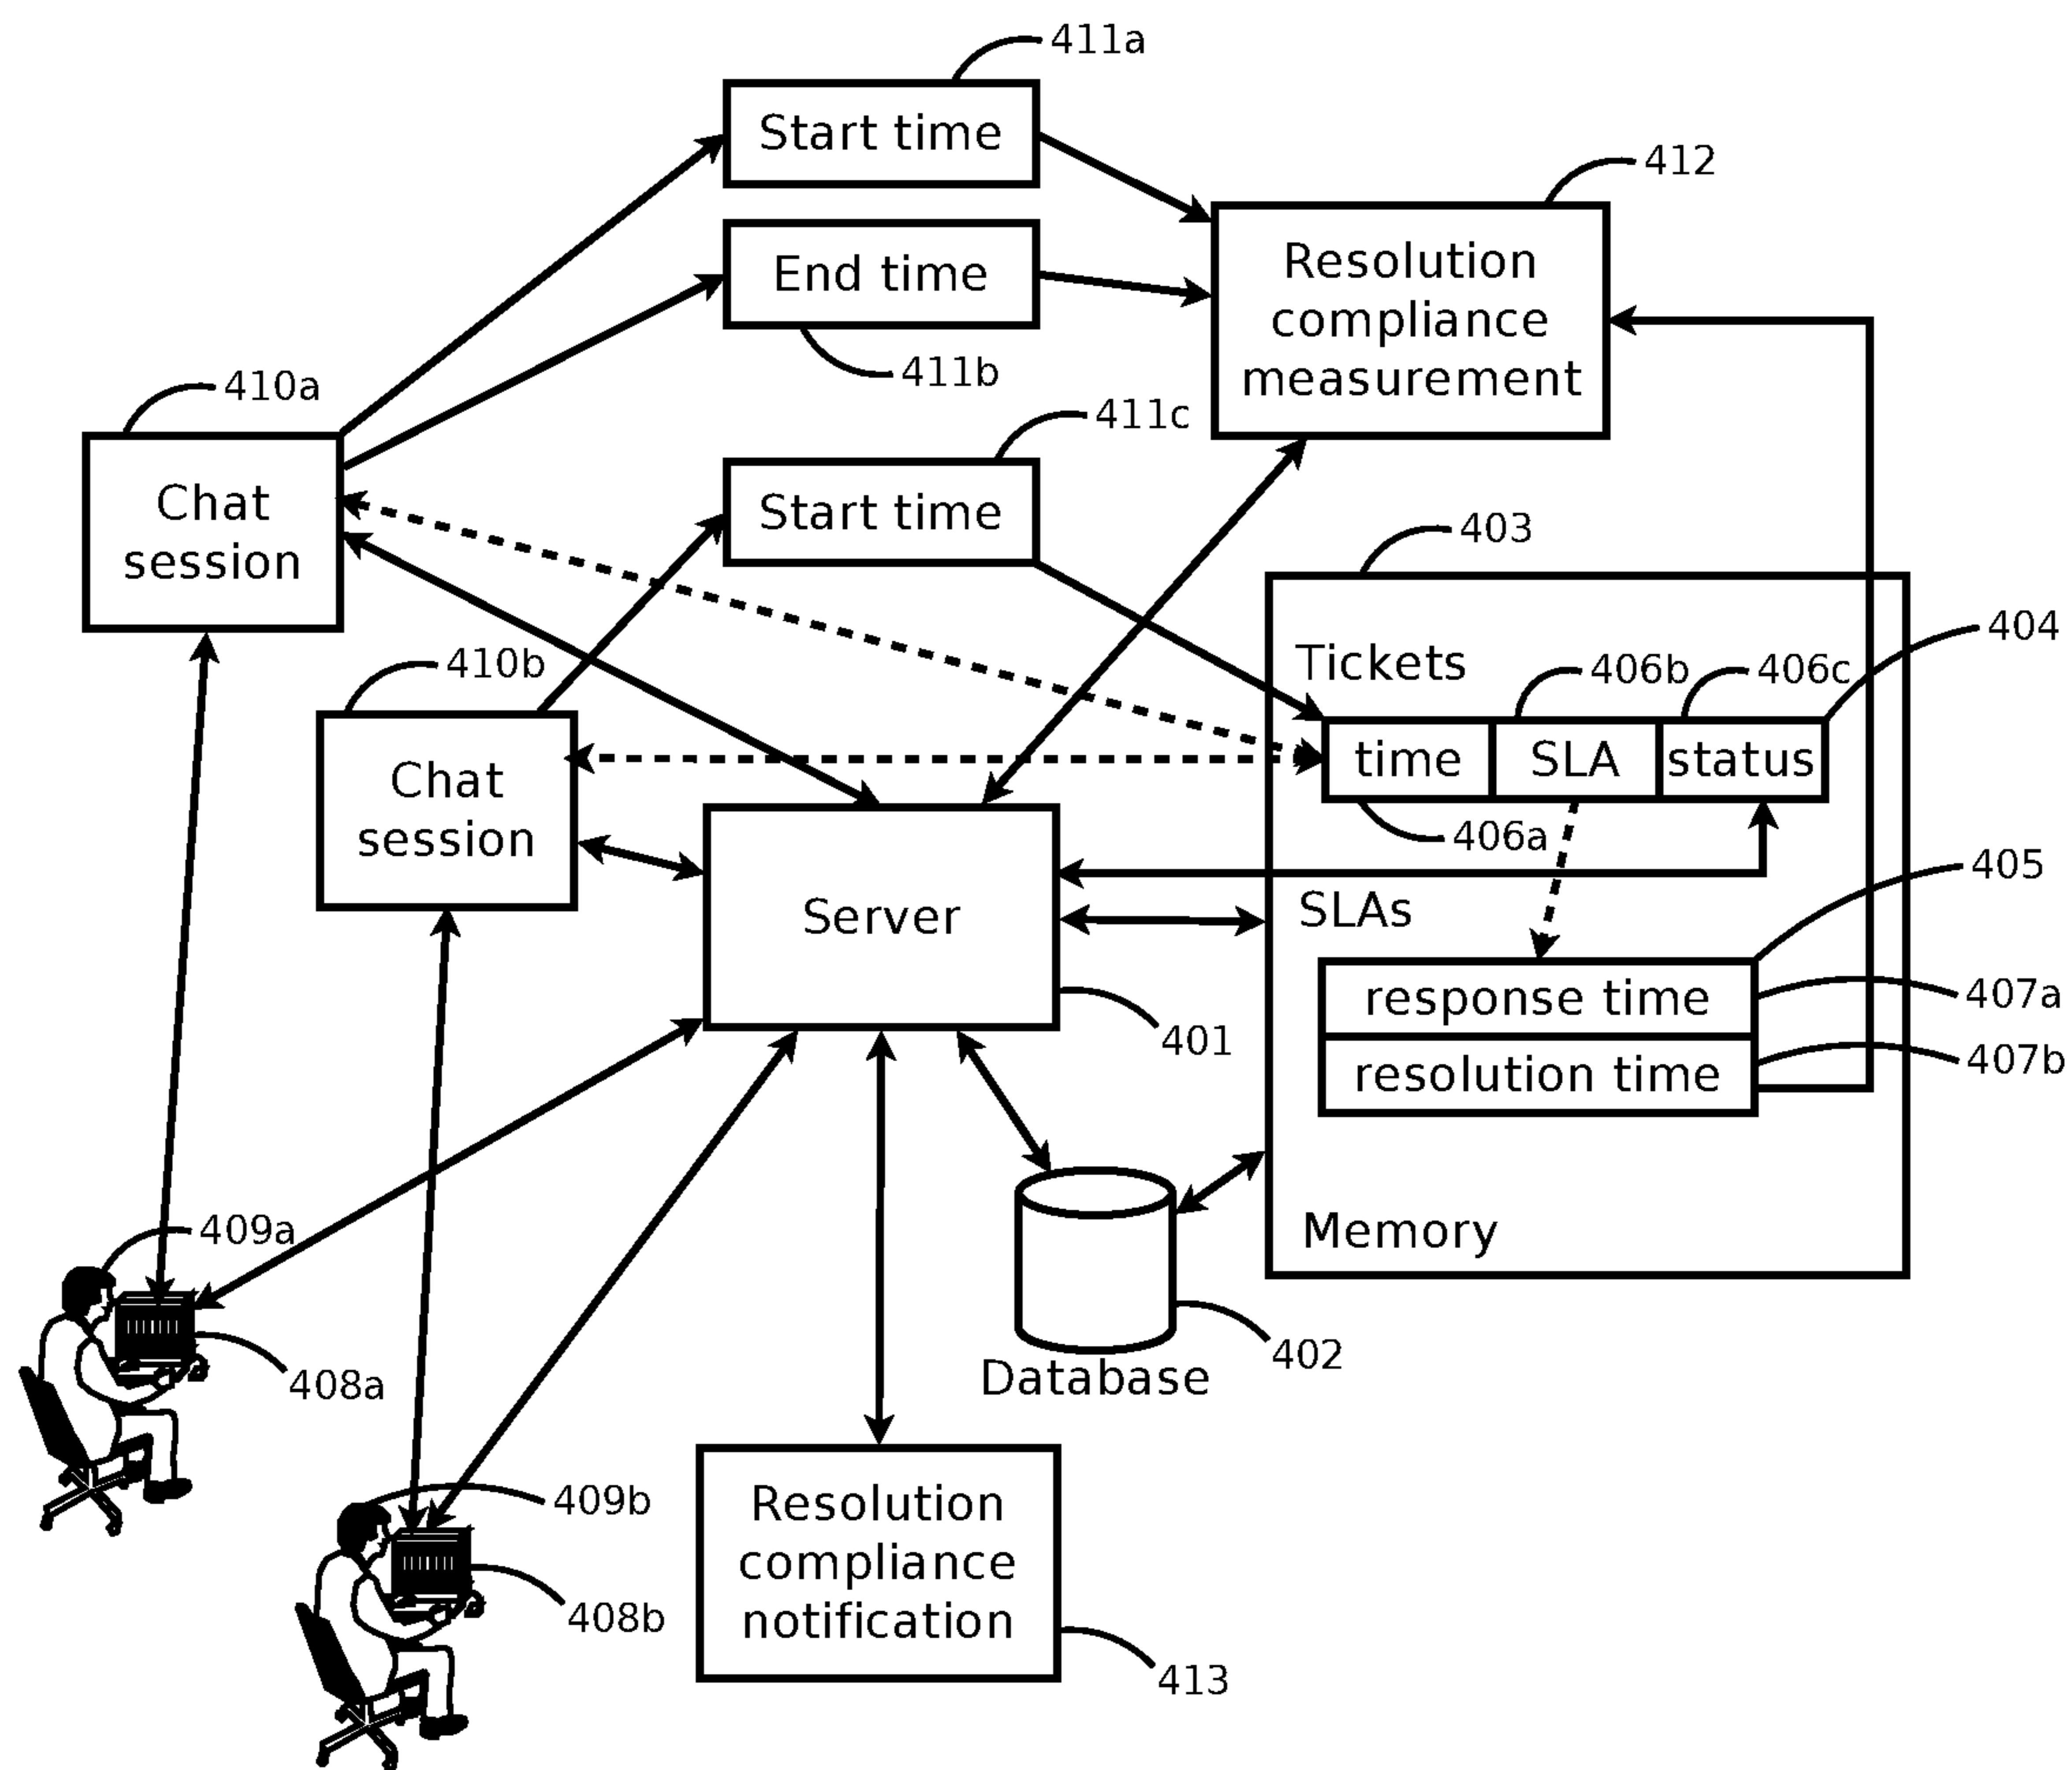 411a
Start time
412
End time
Resolution
compliance
measurement
411b
410a
411c
Chat
session
Start time
403
404
Tickets
406b
406c
410b
time
SLA
status
Chat
session
406a
405
SLAs
Server
response time
407a
401
resolution time
407b
Memory
409a
402
Database
408a
Resolution
compliance
notification
409b
408b
413